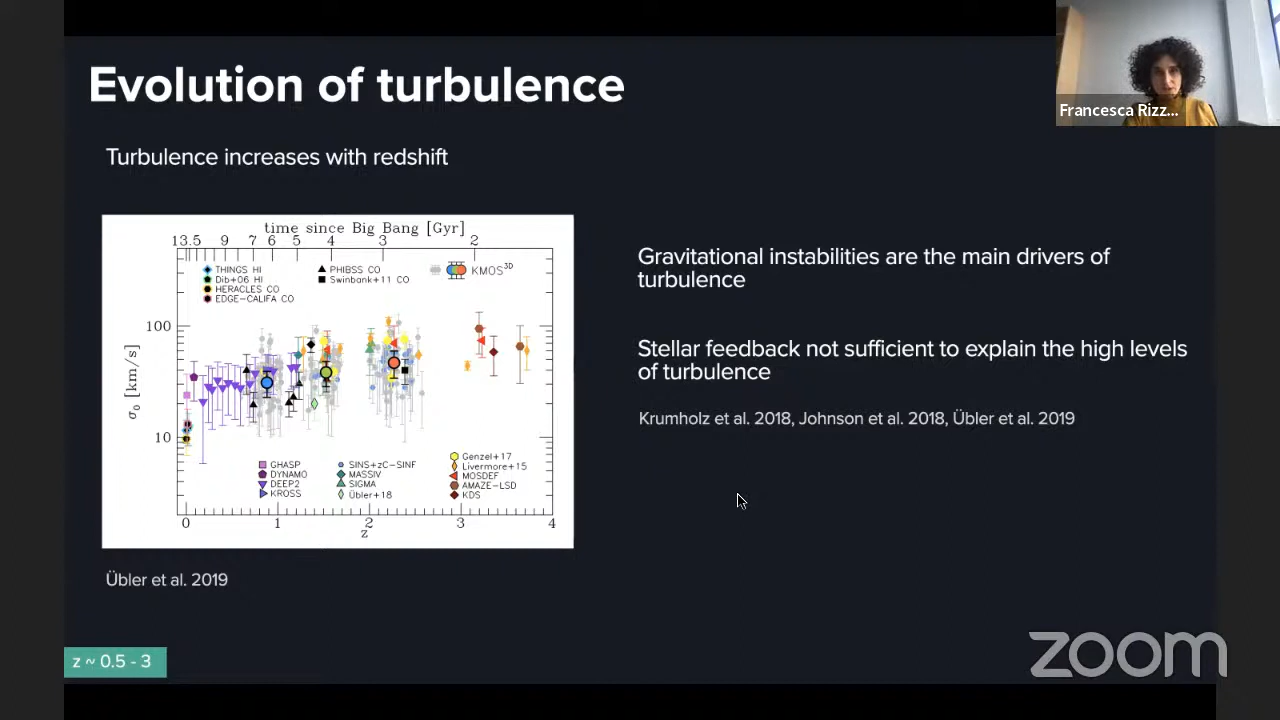 Evolution of turbulence
Francesca Rizz...
Turbulence increases with redshift
time since Big Bang [Gyr]
13.5 9 7 6 5 4 3 2
THINGS HI
Dib+06 HI
HERACLES CO
EDGE-CALIFA CO
PHIBSS CO
Swinbank+11 CO
KMOS3D
100
10
σ0 [km/s]
GHASP
DYNAMO
DEEP2
KROSS
SINS+zC-SINF
MASSIV
SIGMA
Übler+18
Genzel+17
Livermore+15
MOSDEF
AMAZE-LSD
KDS
0 1 2 3 4
z
Übler et al. 2019
Gravitational instabilities are the main drivers of
turbulence
Stellar feedback not sufficient to explain the high levels
of turbulence
Krumholz et al. 2018, Johnson et al. 2018, Übler et al. 2019
z ~ 0.5 - 3
zoom